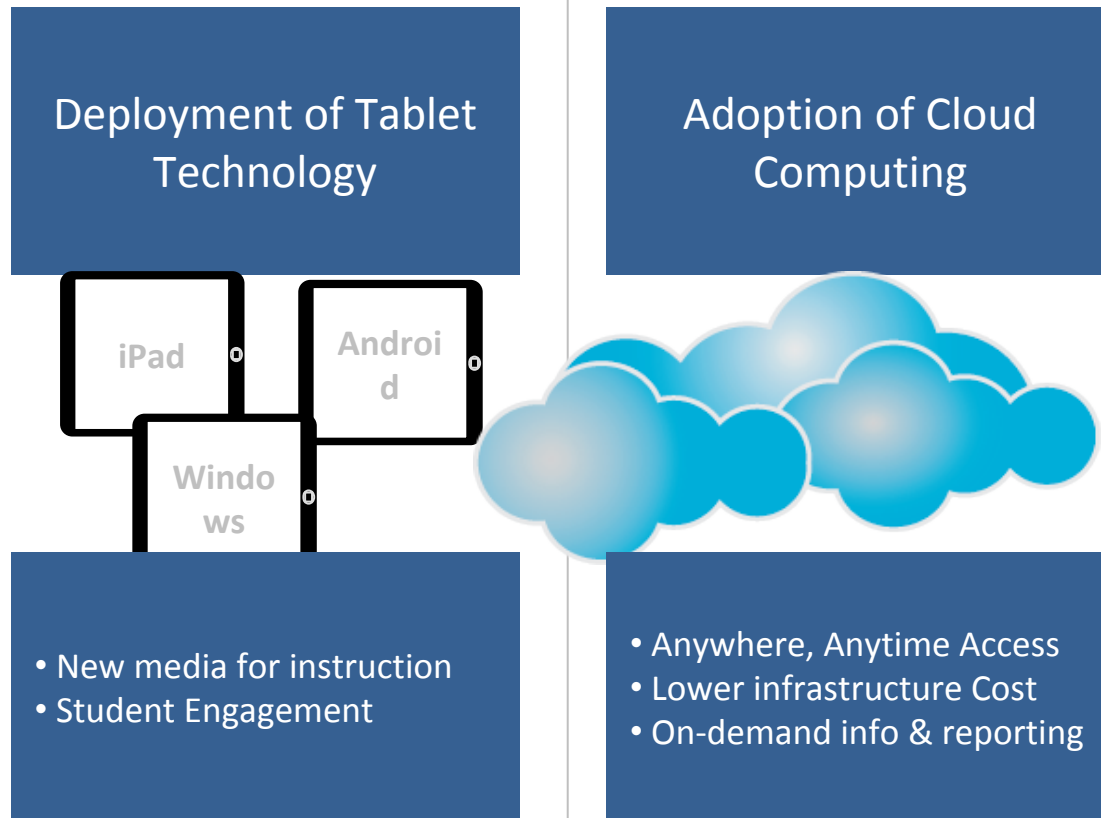 Deployment of Tablet
Technology
iPad
Androi
d
Windo
ws
• New media for instruction
• Student Engagement
Adoption of Cloud
Computing
• Anywhere, Anytime Access
• Lower infrastructure Cost
• On-demand info & reporting